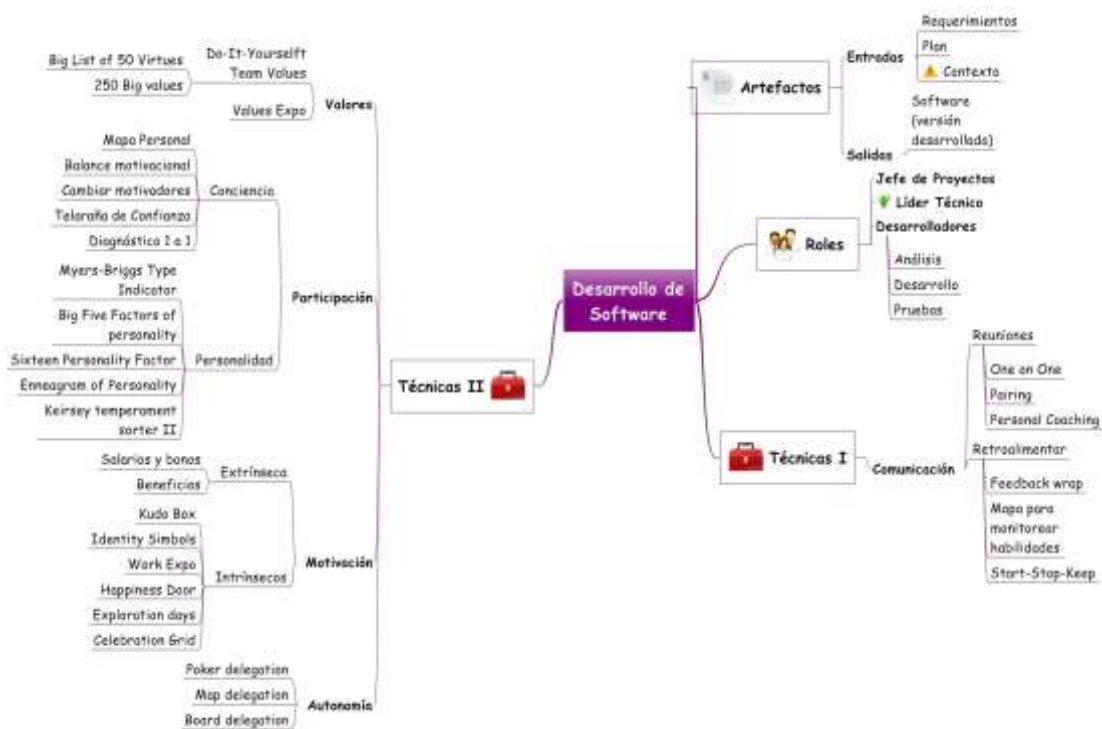 Desarrollo de
Software
Artefactos
Entradas
Requerimientos
Plan
Contexto
Salidas
Software
(versión
desarrollada)
Roles
Jefe de Proyectos
Líder Técnico
Desarrolladores
Análisis
Desarrollo
Pruebas
Técnicas I
Comunicación
Reuniones
One on One
Pairing
Personal Coaching
Retroalimentar
Feedback wrap
Mapa para
monitorear
habilidades
Start-Stop-Keep
Técnicas II
Valores
Do-It-Yourselft
Team Values
Big List of 50 Virtues
250 Big values
Values Expo
Participación
Conciencia
Mapa Personal
Balance motivacional
Cambiar motivadores
Telaraña de Confianza
Diagnóstico 1 a 1
Personalidad
Myers-Briggs Type
Indicator
Big Five Factors of
personality
Sixteen Personality Factor
Enneagram of Personality
Keirsey temperament
sorter II
Motivación
Extrínseca
Salarios y bonos
Beneficios
Intrínsecos
Kudo Box
Identity Simbols
Work Expo
Happiness Door
Exploration days
Celebration Grid
Autonomía
Poker delegation
Map delegation
Board delegation